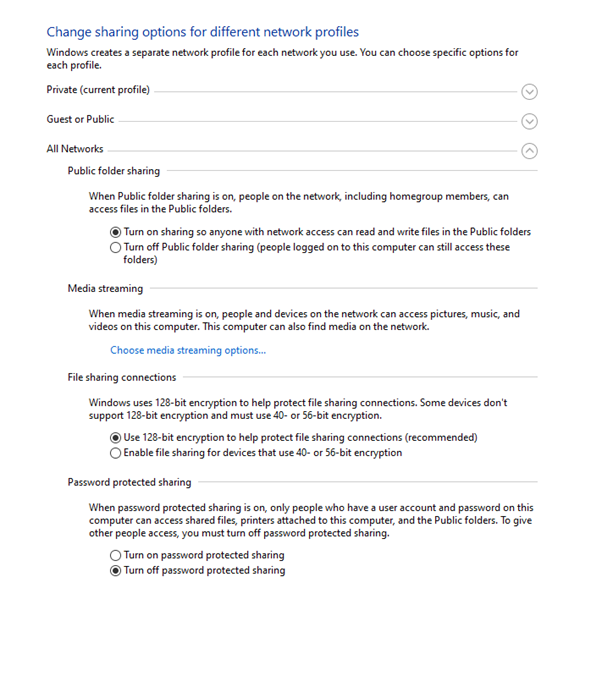 Change sharing options for different network profiles
Windows creates a separate network profile for each network you use. You can choose specific options for
each profile.
Private (current profile)
Guest or Public
All Networks
Public folder sharing
When Public folder sharing is on, people on the network, including homegroup members, can
access files in the Public folders.
Turn on sharing so anyone with network access can read and write files in the Public folders
Turn off Public folder sharing (people logged on to this computer can still access these
folders)
Media streaming
When media streaming is on, people and devices on the network can access pictures, music, and
videos on this computer. This computer can also find media on the network.
Choose media streaming options...
File sharing connections
Windows uses 128-bit encryption to help protect file sharing connections. Some devices don't
support 128-bit encryption and must use 40- or 56-bit encryption.
Use 128-bit encryption to help protect file sharing connections (recommended)
Enable file sharing for devices that use 40- or 56-bit encryption
Password protected sharing
When password protected sharing is on, only people who have a user account and password on this
computer can access shared files, printers attached to this computer, and the Public folders. To give
other people access, you must turn off password protected sharing.
Turn on password protected sharing
Turn off password protected sharing